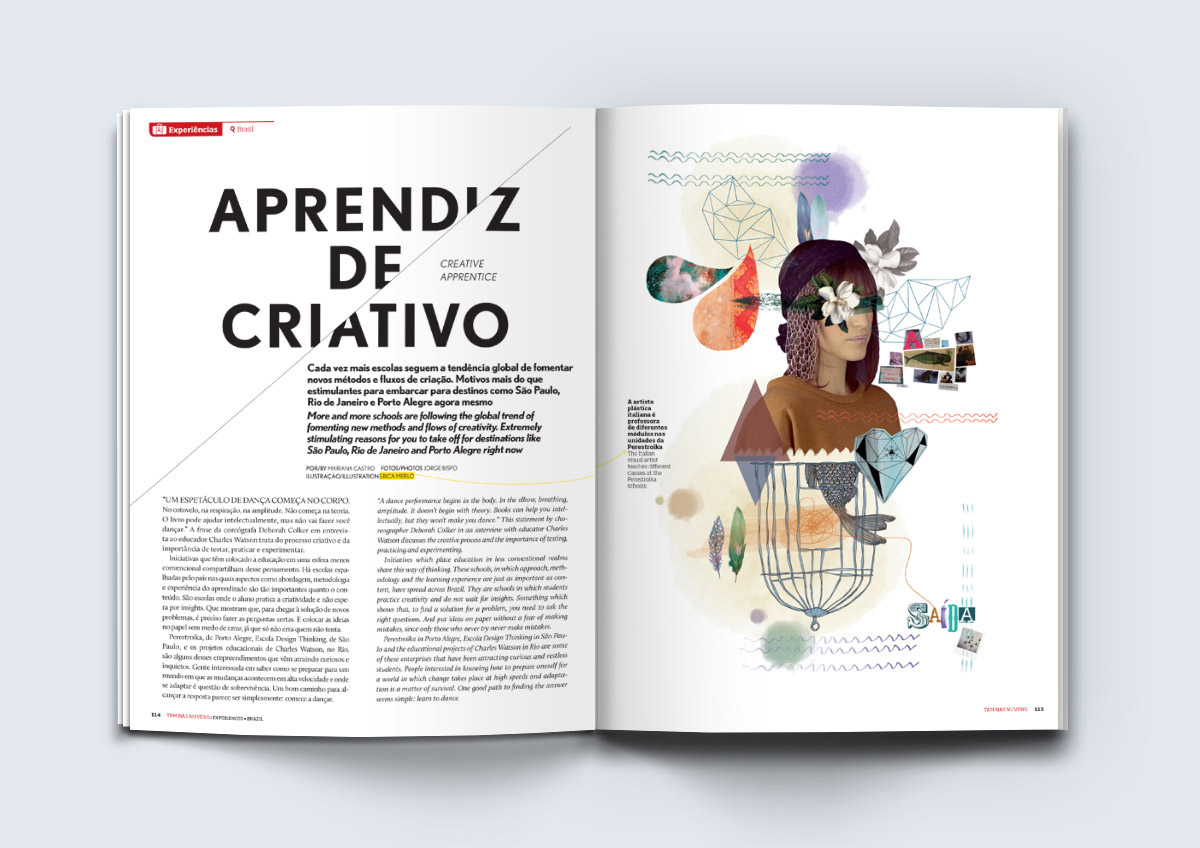 Experiências
Brasil
APRENDIZ
DE
CRIATIVO
CREATIVE
APPRENTICE
Cada vez mais escolas seguem a tendência global de fomentar
novos métodos e fluxos de criação. Motivos mais do que
estimulantes para embarcar para destinos como São Paulo,
Rio de Janeiro e Porto Alegre agora mesmo
More and more schools are following the global trend of
fomenting new methods and flows of creativity. Extremely
stimulating reasons for you to take off for destinations like
São Paulo, Rio de Janeiro and Porto Alegre right now
POR/BY MARIANA CASTRO FOTOS/PHOTOS JORGE BISPO
ILUSTRAÇÃO/ILLUSTRATION ERICA MERLO
"UM ESPETÁCULO DE DANÇA COMEÇA NO CORPO.
No cotovelo, na respiração, na amplitude. Não começa na teoria.
O livro pode ajudar intelectualmente, mas não vai fazer você
dançar." A frase da coreógrafa Deborah Colker em entrevis-
ta ao educador Charles Watson trata do processo criativo e da
importância de testar, praticar e experimentar.
Iniciativas que têm colocado a educação em uma esfera menos
convencional compartilham desse pensamento. Há escolas espa-
lhadas pelo país nas quais aspectos como abordagem, metodologia
e experiência do aprendizado são tão importantes quanto o con-
teúdo. São escolas onde o aluno pratica a criatividade e não espe-
ra por insights. Que mostram que, para chegar à solução de novos
problemas, é preciso fazer as perguntas certas. E colocar as ideias
no papel sem medo de errar, já que só não erra quem não tenta.
Perestroika, de Porto Alegre, Escola Design Thinking, de São
Paulo, e os projetos educacionais de Charles Watson, no Rio,
são alguns desses empreendimentos que vêm atraindo curiosos e
inquietos. Gente interessada em saber como se preparar para um
mundo em que as mudanças acontecem em alta velocidade e onde
se adaptar é questão de sobrevivência. Um bom caminho para al-
cançar a resposta parece ser simplesmente: comece a dançar.
"A dance performance begins in the body. In the elbow, breathing,
amplitude. It doesn't begin with theory. Books can help you intel-
lectually, but they won't make you dance." This statement by cho-
reographer Deborah Colker in an interview with educator Charles
Watson discusses the creative process and the importance of testing,
practicing and experimenting.
Initiatives which place education in less conventional realms
share this way of thinking. These schools, in which approach, meth-
odology and the learning experience are just as important as con-
tent, have spread across Brazil. They are schools in which students
practice creativity and do not wait for insights. Something which
shows that, to find a solution for a problem, you need to ask the
right questions. And put ideas on paper without a fear of making
mistakes, since only those who never try never make mistakes.
Perestroika in Porto Alegre, Escola Design Thinking in São Pau-
lo and the educational projects of Charles Watson in Rio are some
of these enterprises that have been attracting curious and restless
students. People interested in knowing how to prepare oneself for
a world in which change takes place at high speeds and adapta-
tion is a matter of survival. One good path to finding the answer
seems simple: learn to dance.
114 TAM NAS NUVENS EXPERIENCES • BRAZIL
A artista
plástica
italiana é
professora
de diferentes
módulos nas
unidades da
Perestroika
The Italian
visual artist
teaches different
classes at the
Perestroika
schools
A
SAÍDA
TAM NAS NUVENS 115